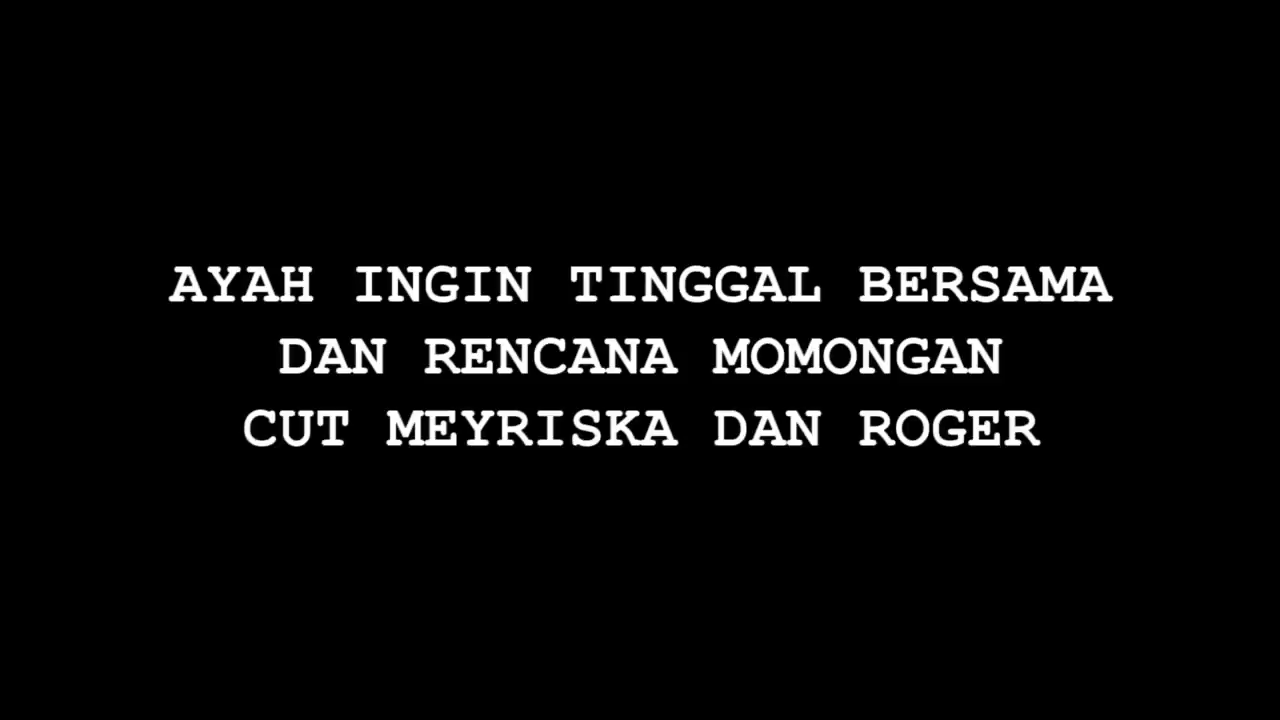 AYAH INGIN TINGGAL BERSAMA
DAN RENCANA MOMONGAN
CUT MEYRISKA DAN ROGER